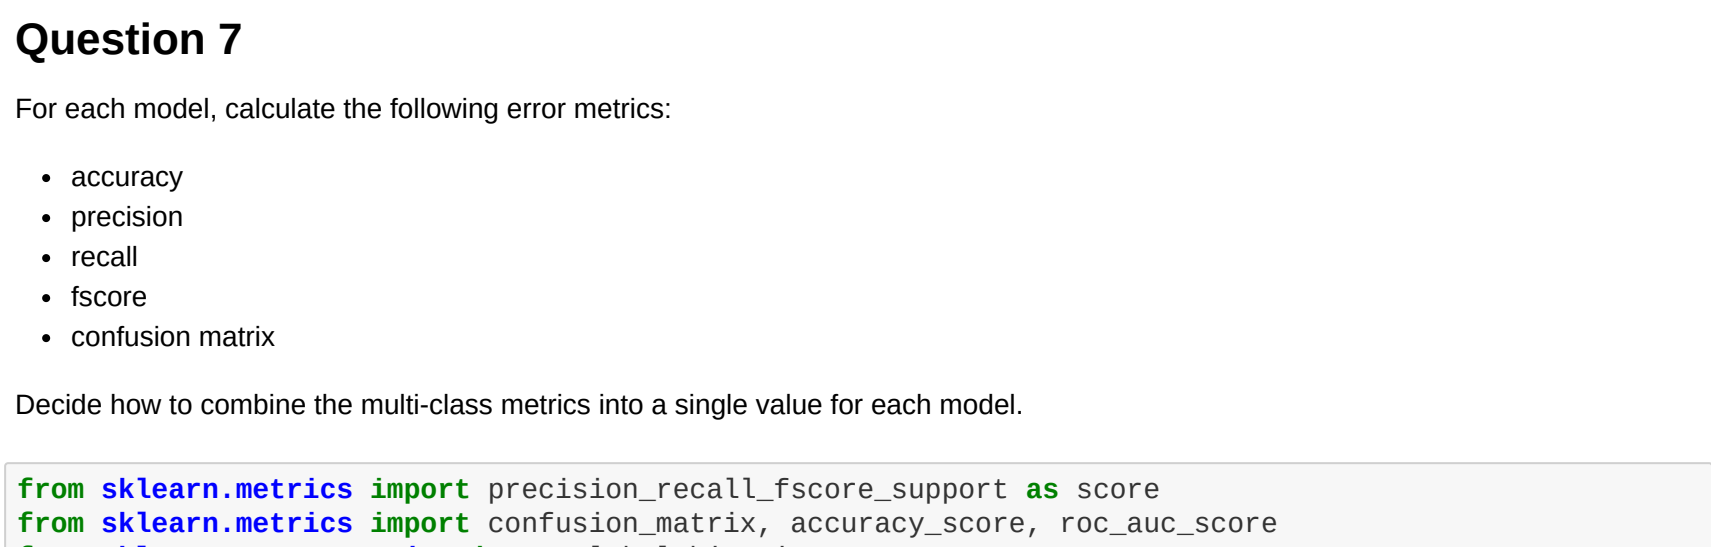 Question 7
For each model, calculate the following error metrics:
• accuracy
• precision
• recall
• fscore
• confusion matrix
Decide how to combine the multi-class metrics into a single value for each model.
from sklearn.metrics import precision_recall_fscore_support as score
from sklearn.metrics import confusion_matrix, accuracy_score, roc_auc_score